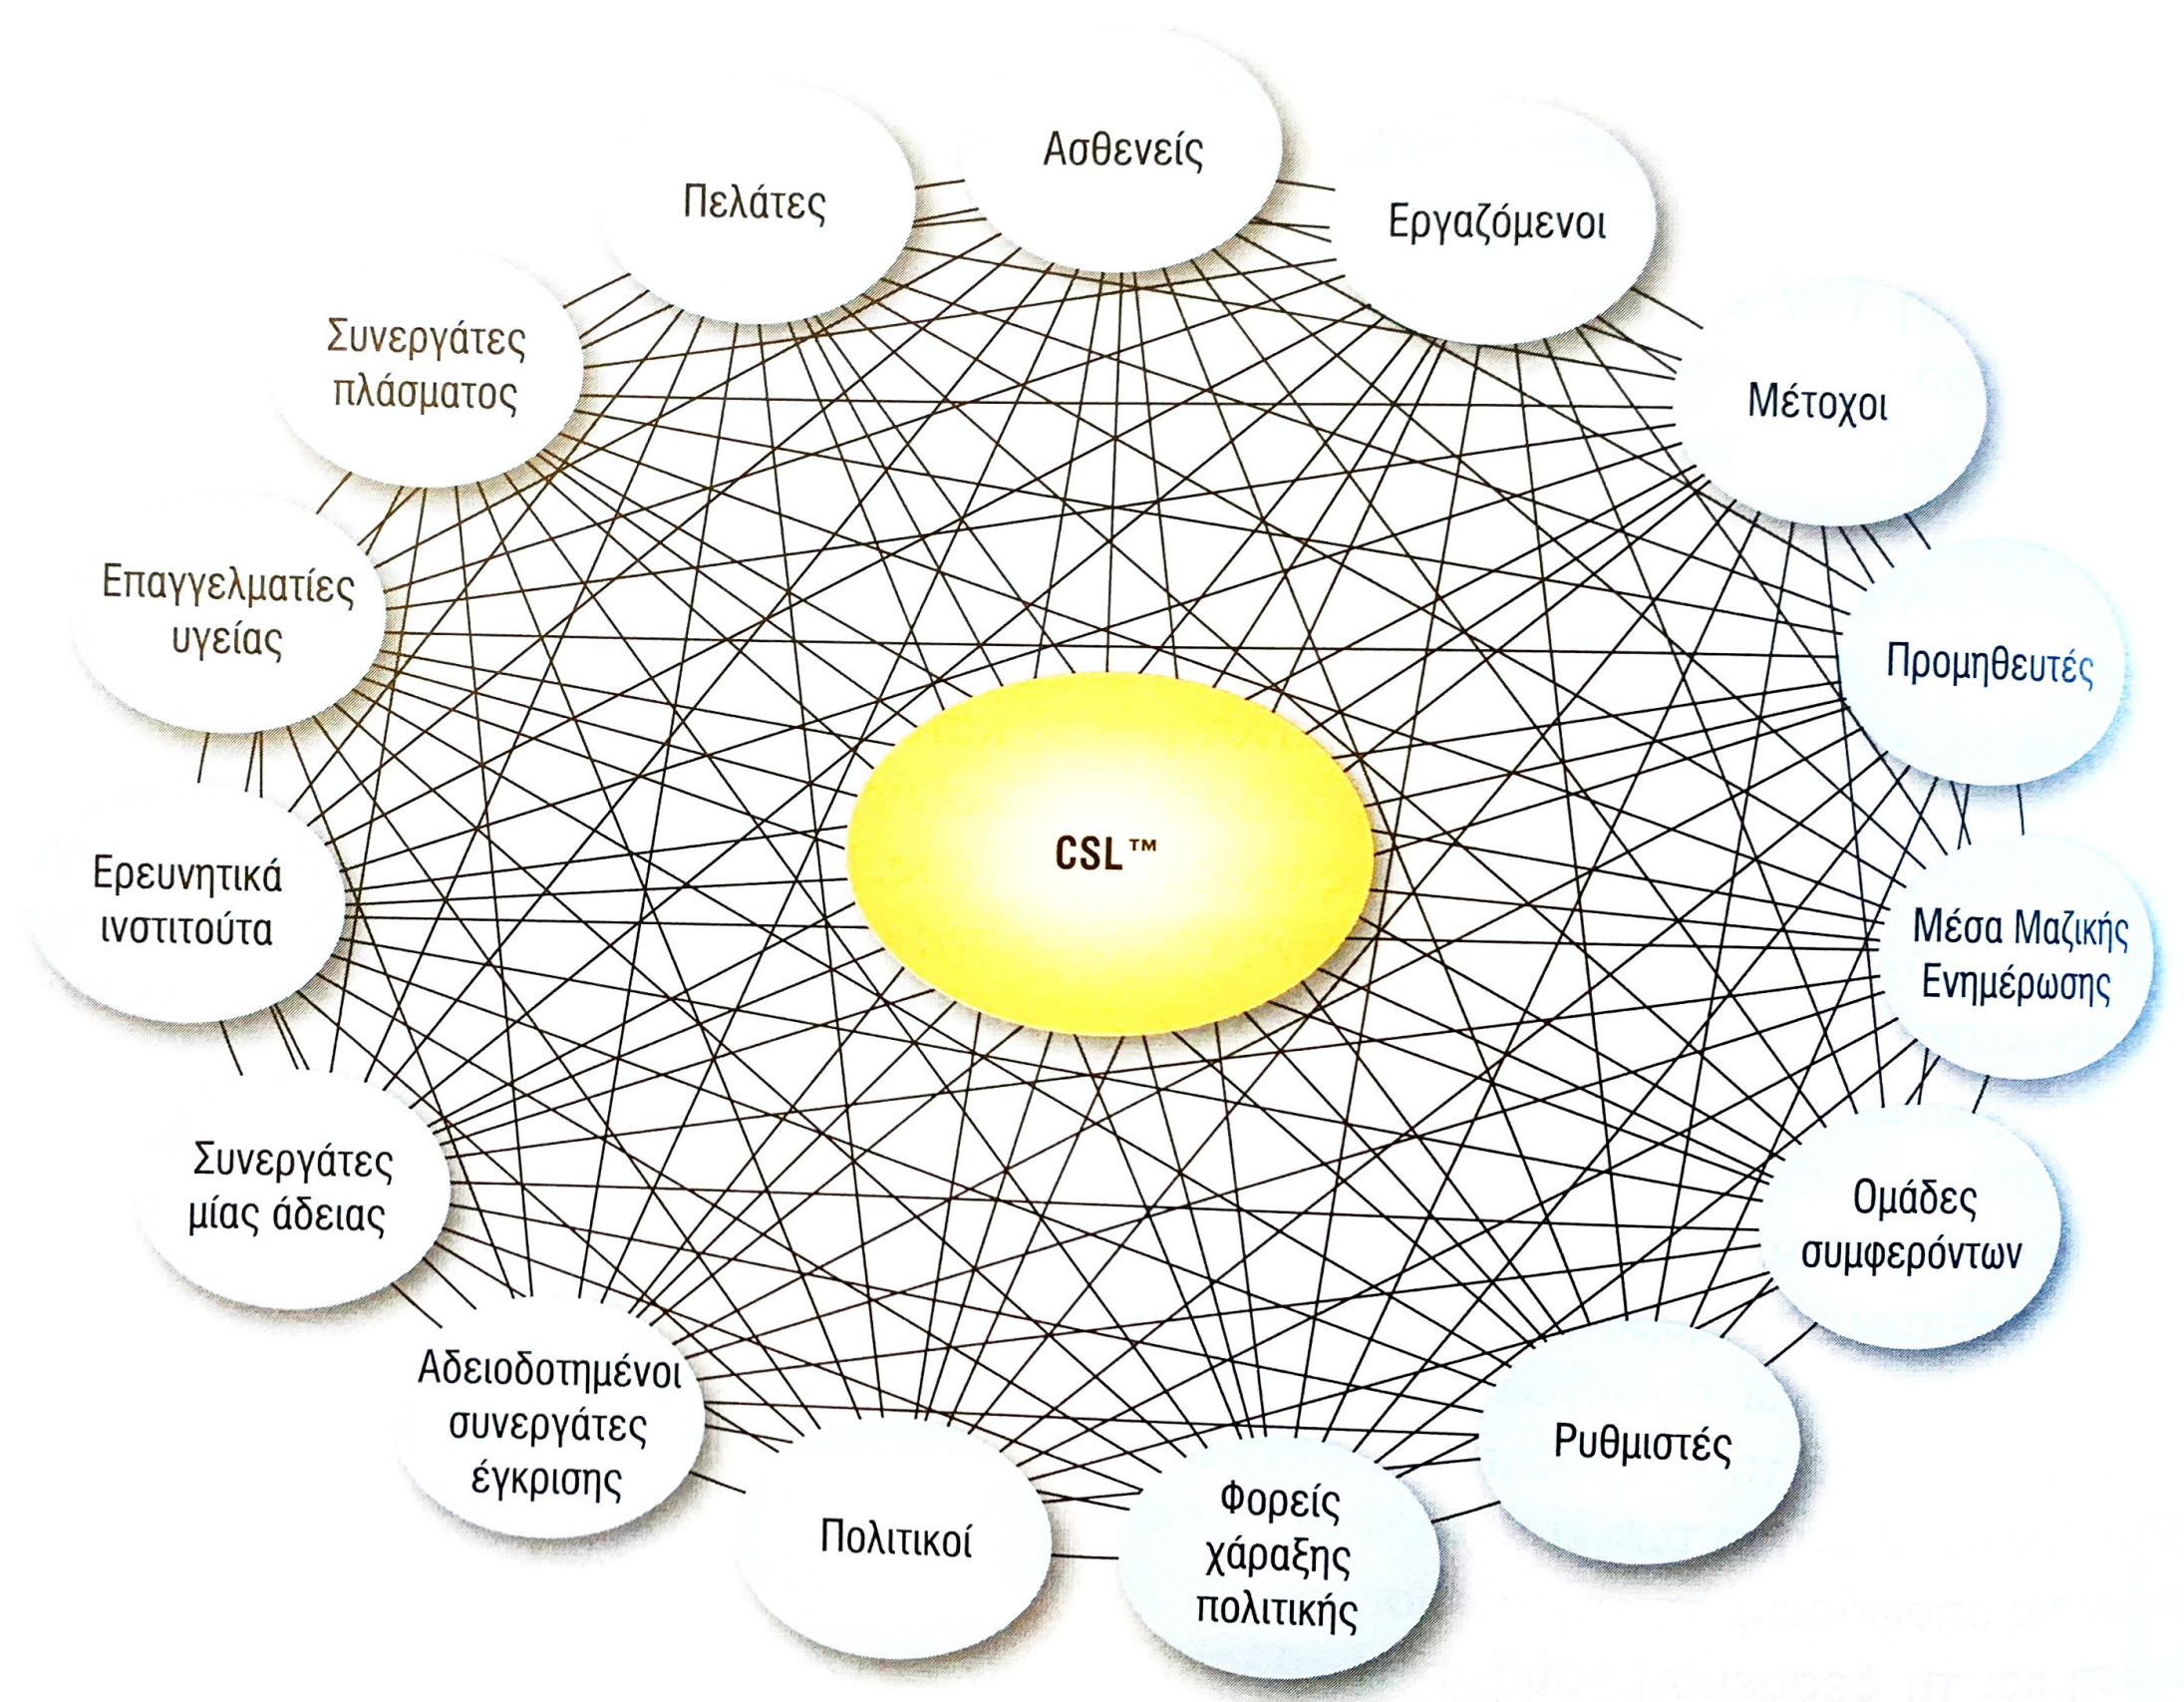 Ασθενείς
Πελάτες
Εργαζόμενοι
Συνεργάτες
πλάσματος
Μέτοχοι
Επαγγελματίες
υγείας
Προμηθευτές
CSL™
Ερευνητικά
ινστιτούτα
Μέσα Μαζικής
Ενημέρωσης
Συνεργάτες
μίας άδειας
Ομάδες
συμφερόντων
Αδειοδοτημένοι
συνεργάτες
έγκρισης
Ρυθμιστές
Πολιτικοί
Φορείς
χάραξης
πολιτικής